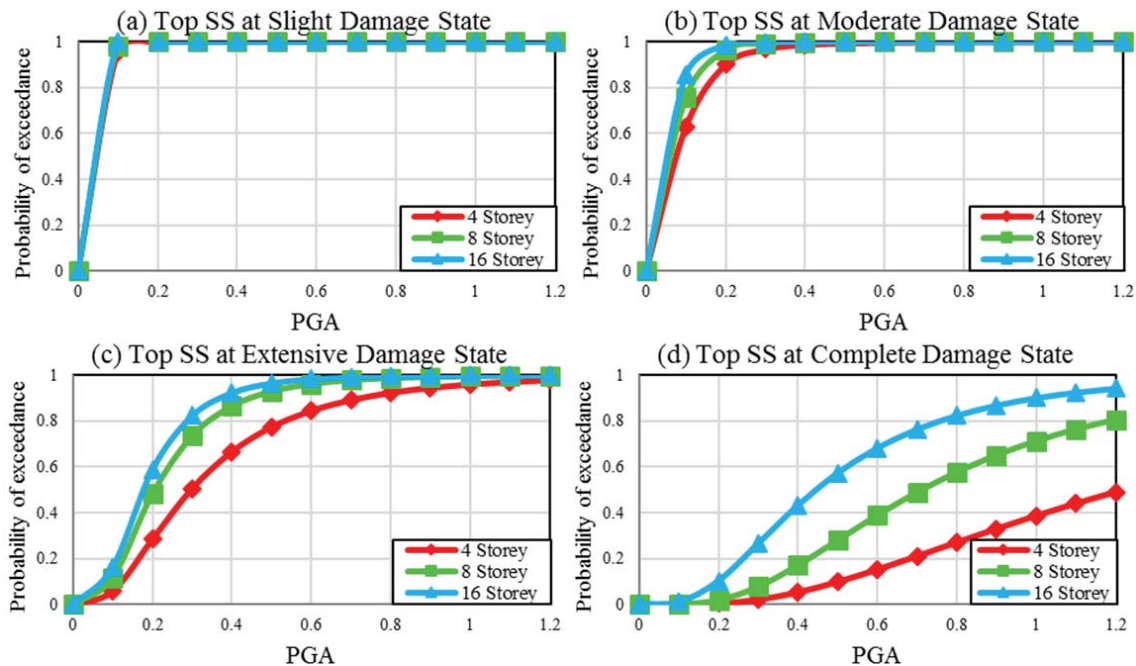 (a) Top SS at Slight Damage State
Probability of exceedance
1
0.8
0.6
0.4
0.2
0
4 Storey
8 Storey
16 Storey
0 0.2 0.4 0.6 0.8 1 1.2
PGA
(b) Top SS at Moderate Damage State
Probability of exceedance
1
0.8
0.6
0.4
0.2
0
4 Storey
8 Storey
16 Storey
0 0.2 0.4 0.6 0.8 1 1.2
PGA
(c) Top SS at Extensive Damage State
Probability of exceedance
1
0.8
0.6
0.4
0.2
0
4 Storey
8 Storey
16 Storey
0 0.2 0.4 0.6 0.8 1 1.2
PGA
(d) Top SS at Complete Damage State
Probability of exceedance
1
0.8
0.6
0.4
0.2
0
4 Storey
8 Storey
16 Storey
0 0.2 0.4 0.6 0.8 1 1.2
PGA